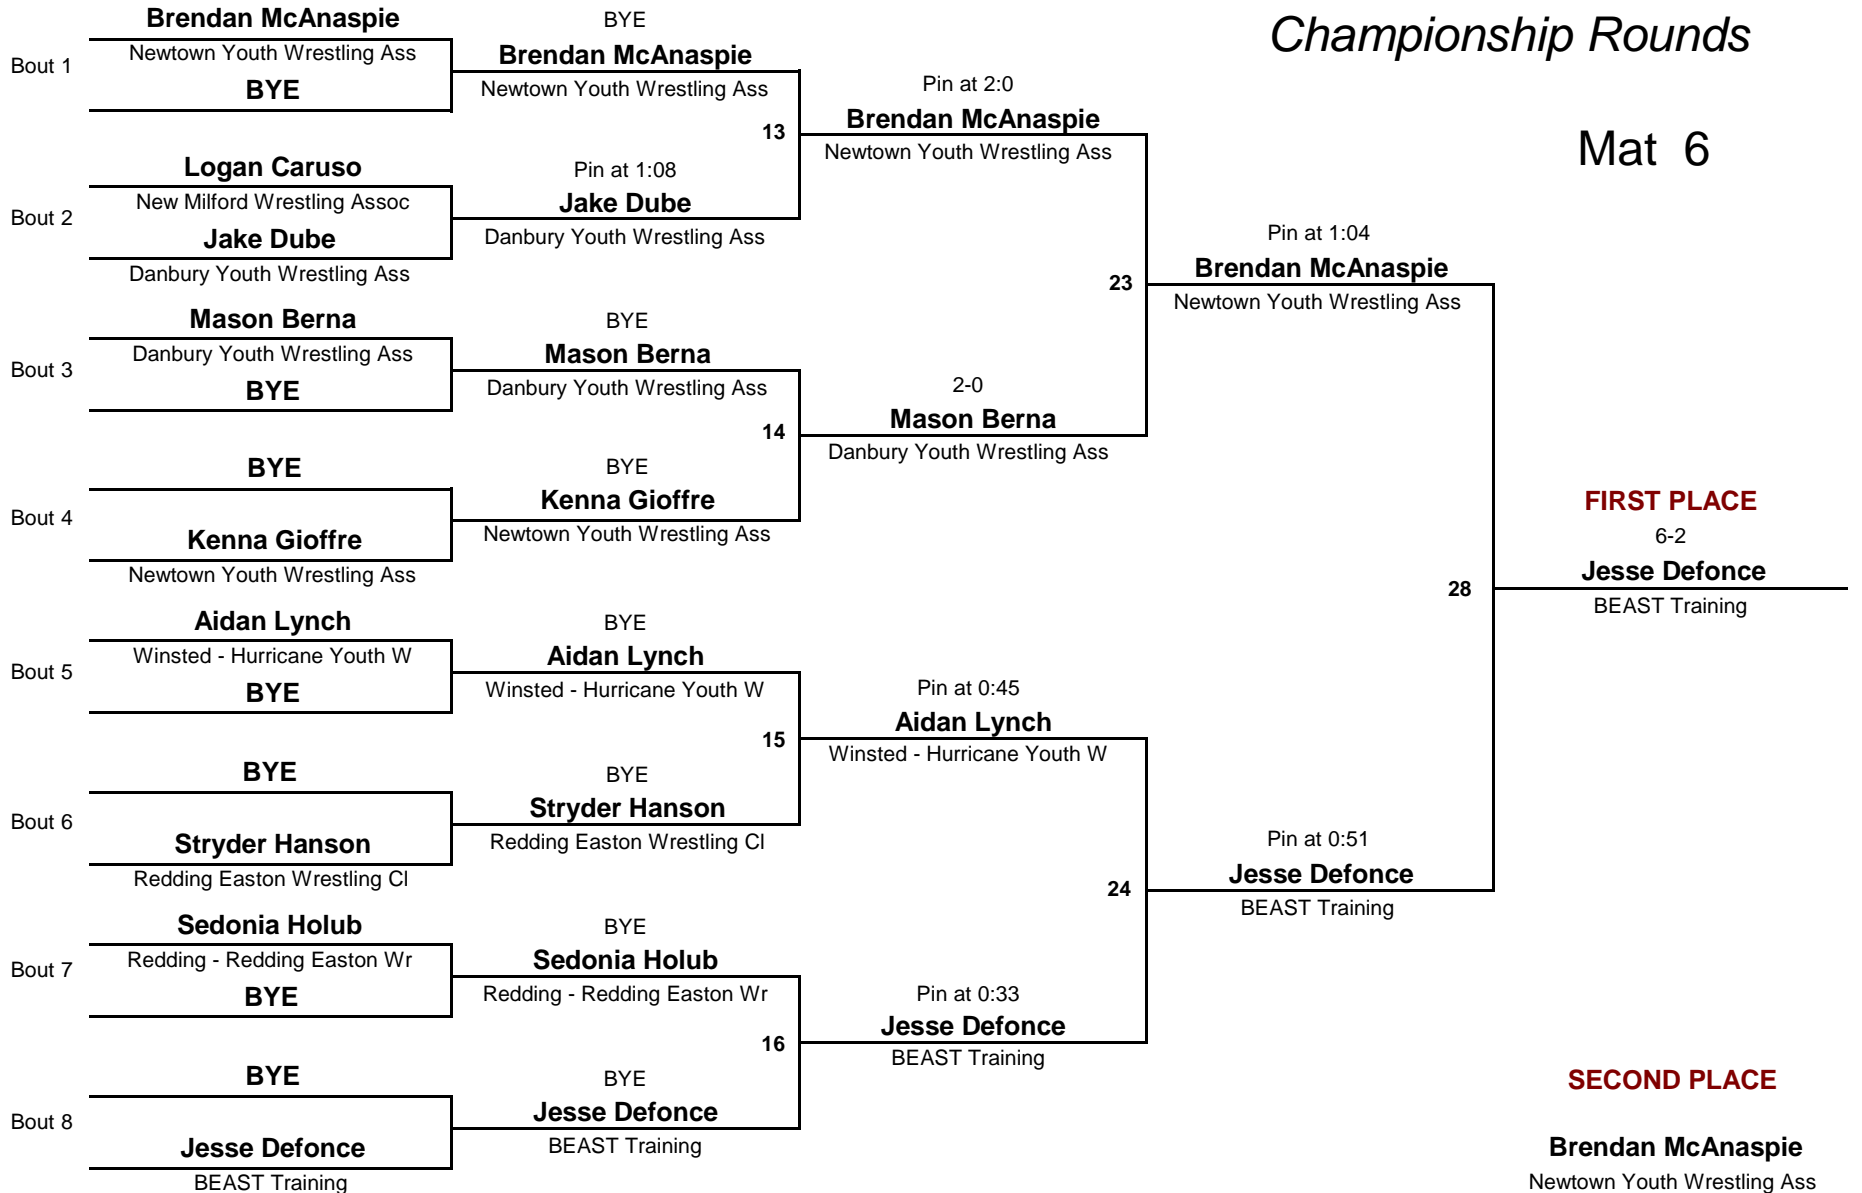 Championship Rounds
Mat 6
Bout 1
Brendan McAnaspie
Newtown Youth Wrestling Ass
BYE
Bout 2
Logan Caruso
New Milford Wrestling Assoc
Jake Dube
Danbury Youth Wrestling Ass
Bout 3
Mason Berna
Danbury Youth Wrestling Ass
BYE
Bout 4
BYE
Kenna Gioffre
Newtown Youth Wrestling Ass
Bout 5
Aidan Lynch
Winsted - Hurricane Youth W
BYE
Bout 6
BYE
Stryder Hanson
Redding Easton Wrestling Cl
Bout 7
Sedonia Holub
Redding - Redding Easton Wr
BYE
Bout 8
BYE
Jesse Defonce
BEAST Training
BYE
Brendan McAnaspie
Newtown Youth Wrestling Ass
13
Pin at 1:08
Jake Dube
Danbury Youth Wrestling Ass
BYE
Mason Berna
Danbury Youth Wrestling Ass
14
BYE
Kenna Gioffre
Newtown Youth Wrestling Ass
BYE
Aidan Lynch
Winsted - Hurricane Youth W
15
BYE
Stryder Hanson
Redding Easton Wrestling Cl
BYE
Sedonia Holub
Redding - Redding Easton Wr
16
BYE
Jesse Defonce
BEAST Training
Pin at 2:0
Brendan McAnaspie
Newtown Youth Wrestling Ass
23
2-0
Mason Berna
Danbury Youth Wrestling Ass
Pin at 0:45
Aidan Lynch
Winsted - Hurricane Youth W
24
Pin at 0:33
Jesse Defonce
BEAST Training
Pin at 1:04
Brendan McAnaspie
Newtown Youth Wrestling Ass
28
Pin at 0:51
Jesse Defonce
BEAST Training
FIRST PLACE
6-2
Jesse Defonce
BEAST Training
SECOND PLACE
Brendan McAnaspie
Newtown Youth Wrestling Ass